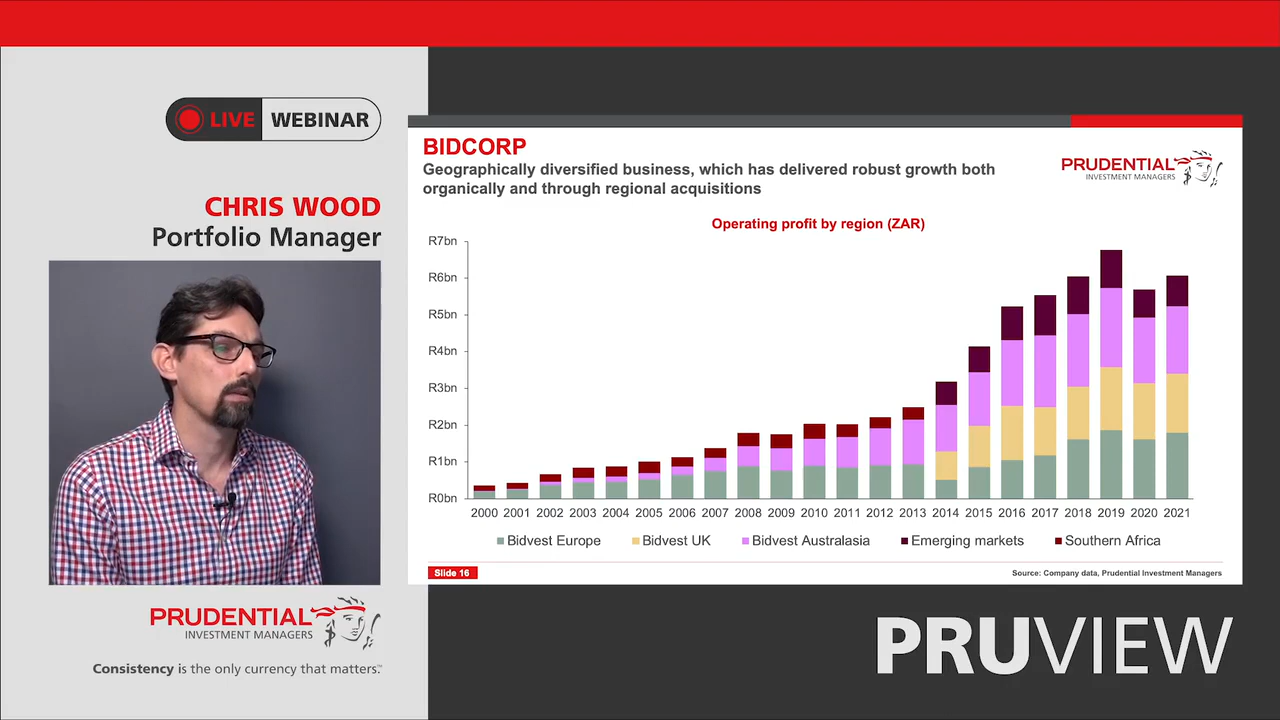 LIVE WEBINAR
CHRIS WOOD
Portfolio Manager
PRUDENTIAL
INVESTMENT MANAGERS
Consistency is the only currency that matters.™
BIDCORP
Geographically diversified business, which has delivered robust growth both
organically and through regional acquisitions
PRUDENTIAL
INVESTMENT MANAGERS
Operating profit by region (ZAR)
R7bn
R6bn
R5bn
R4bn
R3bn
R2bn
R1bn
R0bn
2000 2001 2002 2003 2004 2005 2006 2007 2008 2009 2010 2011 2012 2013 2014 2015 2016 2017 2018 2019 2020 2021
Bidvest Europe Bidvest UK Bidvest Australasia Emerging markets Southern Africa
Slide 16
Source: Company data, Prudential Investment Managers
PRUVIEW